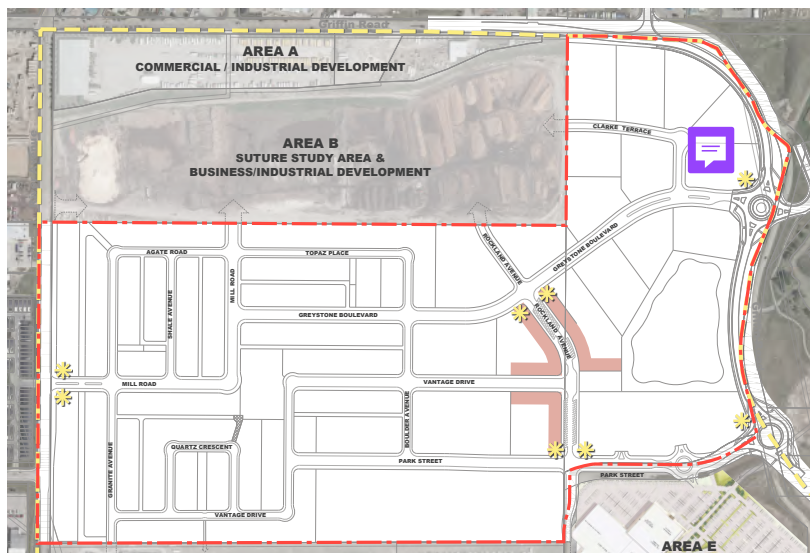 Griffin Road
AREA A
COMMERCIAL / INDUSTRIAL DEVELOPMENT
AREA B
SUTURE STUDY AREA &
BUSINESS/INDUSTRIAL DEVELOPMENT
CLARKE TERRACE
GREYSTONE BOULEVARD
ROCKLAND AVENUE
AGATE ROAD
TOPAZ PLACE
MILL ROAD
SHALE AVENUE
GREYSTONE BOULEVARD
ROCKLAND AVENUE
MILL ROAD
VANTAGE DRIVE
BOULDER AVENUE
QUARTZ CRESCENT
GRANITE AVENUE
PARK STREET
PARK STREET
VANTAGE DRIVE
AREA E